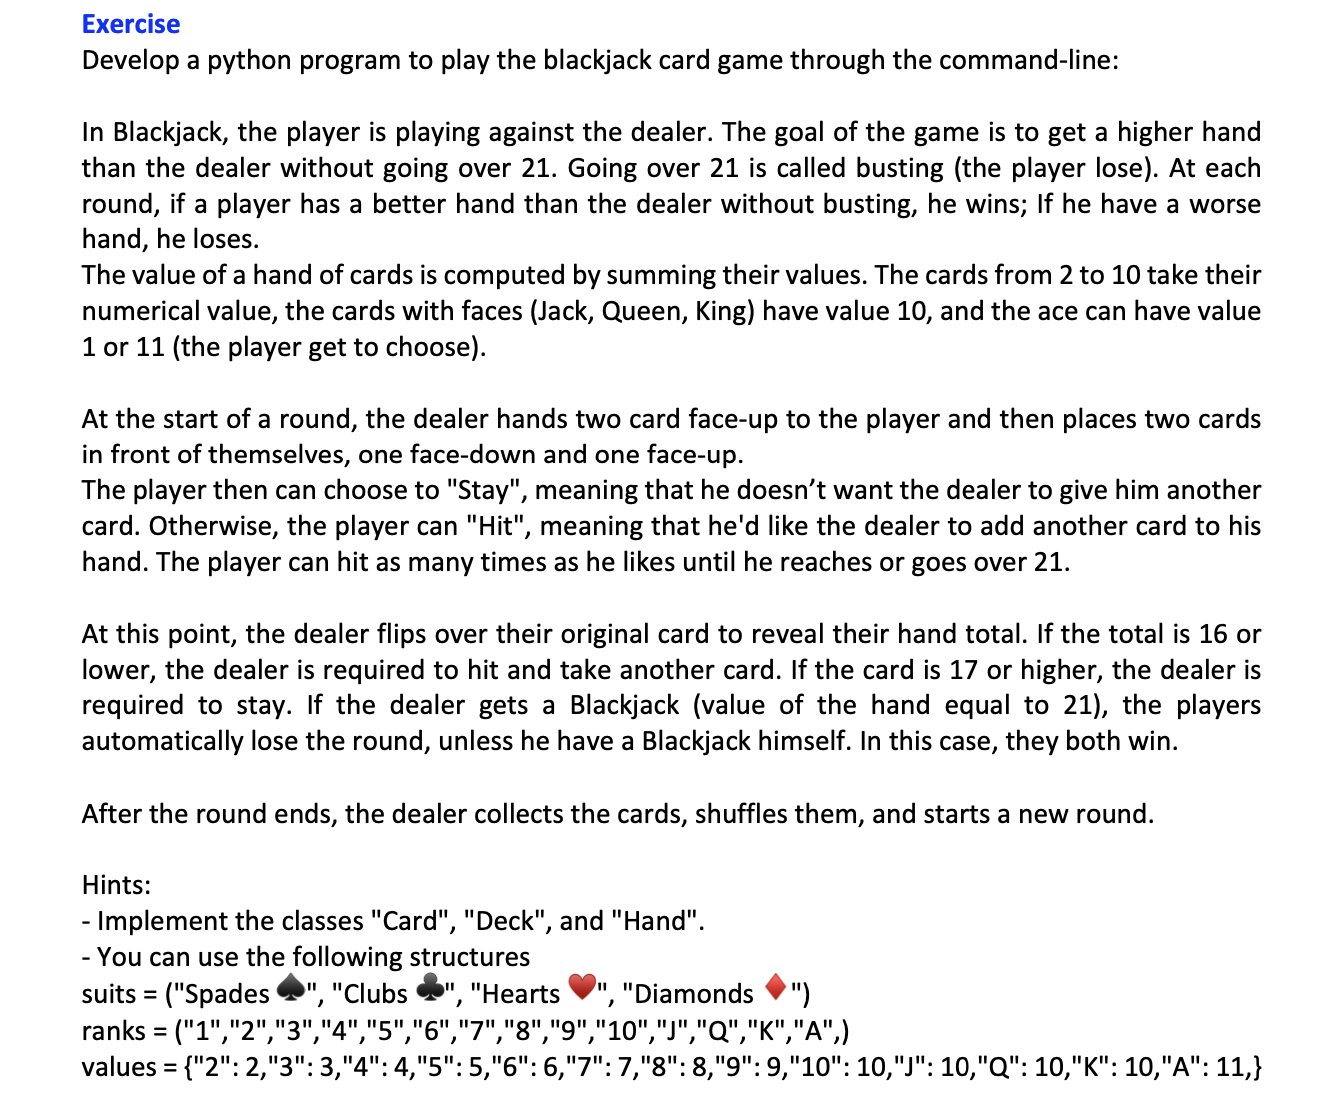 Exercise
Develop a python program to play the blackjack card game through the command-line:
In Blackjack, the player is playing against the dealer. The goal of the game is to get a higher hand
than the dealer without going over 21. Going over 21 is called busting (the player lose). At each
round, if a player has a better hand than the dealer without busting, he wins; If he have a worse
hand, he loses.
The value of a hand of cards is computed by summing their values. The cards from 2 to 10 take their
numerical value, the cards with faces (Jack, Queen, King) have value 10, and the ace can have value
1 or 11 (the player get to choose).
At the start of a round, the dealer hands two card face-up to the player and then places two cards
in front of themselves, one face-down and one face-up.
The player then can choose to "Stay", meaning that he doesn’t want the dealer to give him another
card. Otherwise, the player can "Hit", meaning that he'd like the dealer to add another card to his
hand. The player can hit as many times as he likes until he reaches or goes over 21.
At this point, the dealer flips over their original card to reveal their hand total. If the total is 16 or
lower, the dealer is required to hit and take another card. If the card is 17 or higher, the dealer is
required to stay. If the dealer gets a Blackjack (value of the hand equal to 21), the players
automatically lose the round, unless he have a Blackjack himself. In this case, they both win.
After the round ends, the dealer collects the cards, shuffles them, and starts a new round.
Hints:
- Implement the classes "Card", "Deck", and "Hand".
- You can use the following structures
suits = ("Spades ♠️", "Clubs ♣️", "Hearts ♥️", "Diamonds ♦️")
ranks = ("1","2","3","4","5","6","7","8","9","10","J","Q","K","A",)
values = {"2": 2,"3": 3,"4": 4,"5": 5,"6": 6,"7": 7,"8": 8,"9": 9,"10": 10,"J": 10,"Q": 10,"K": 10,"A": 11,}